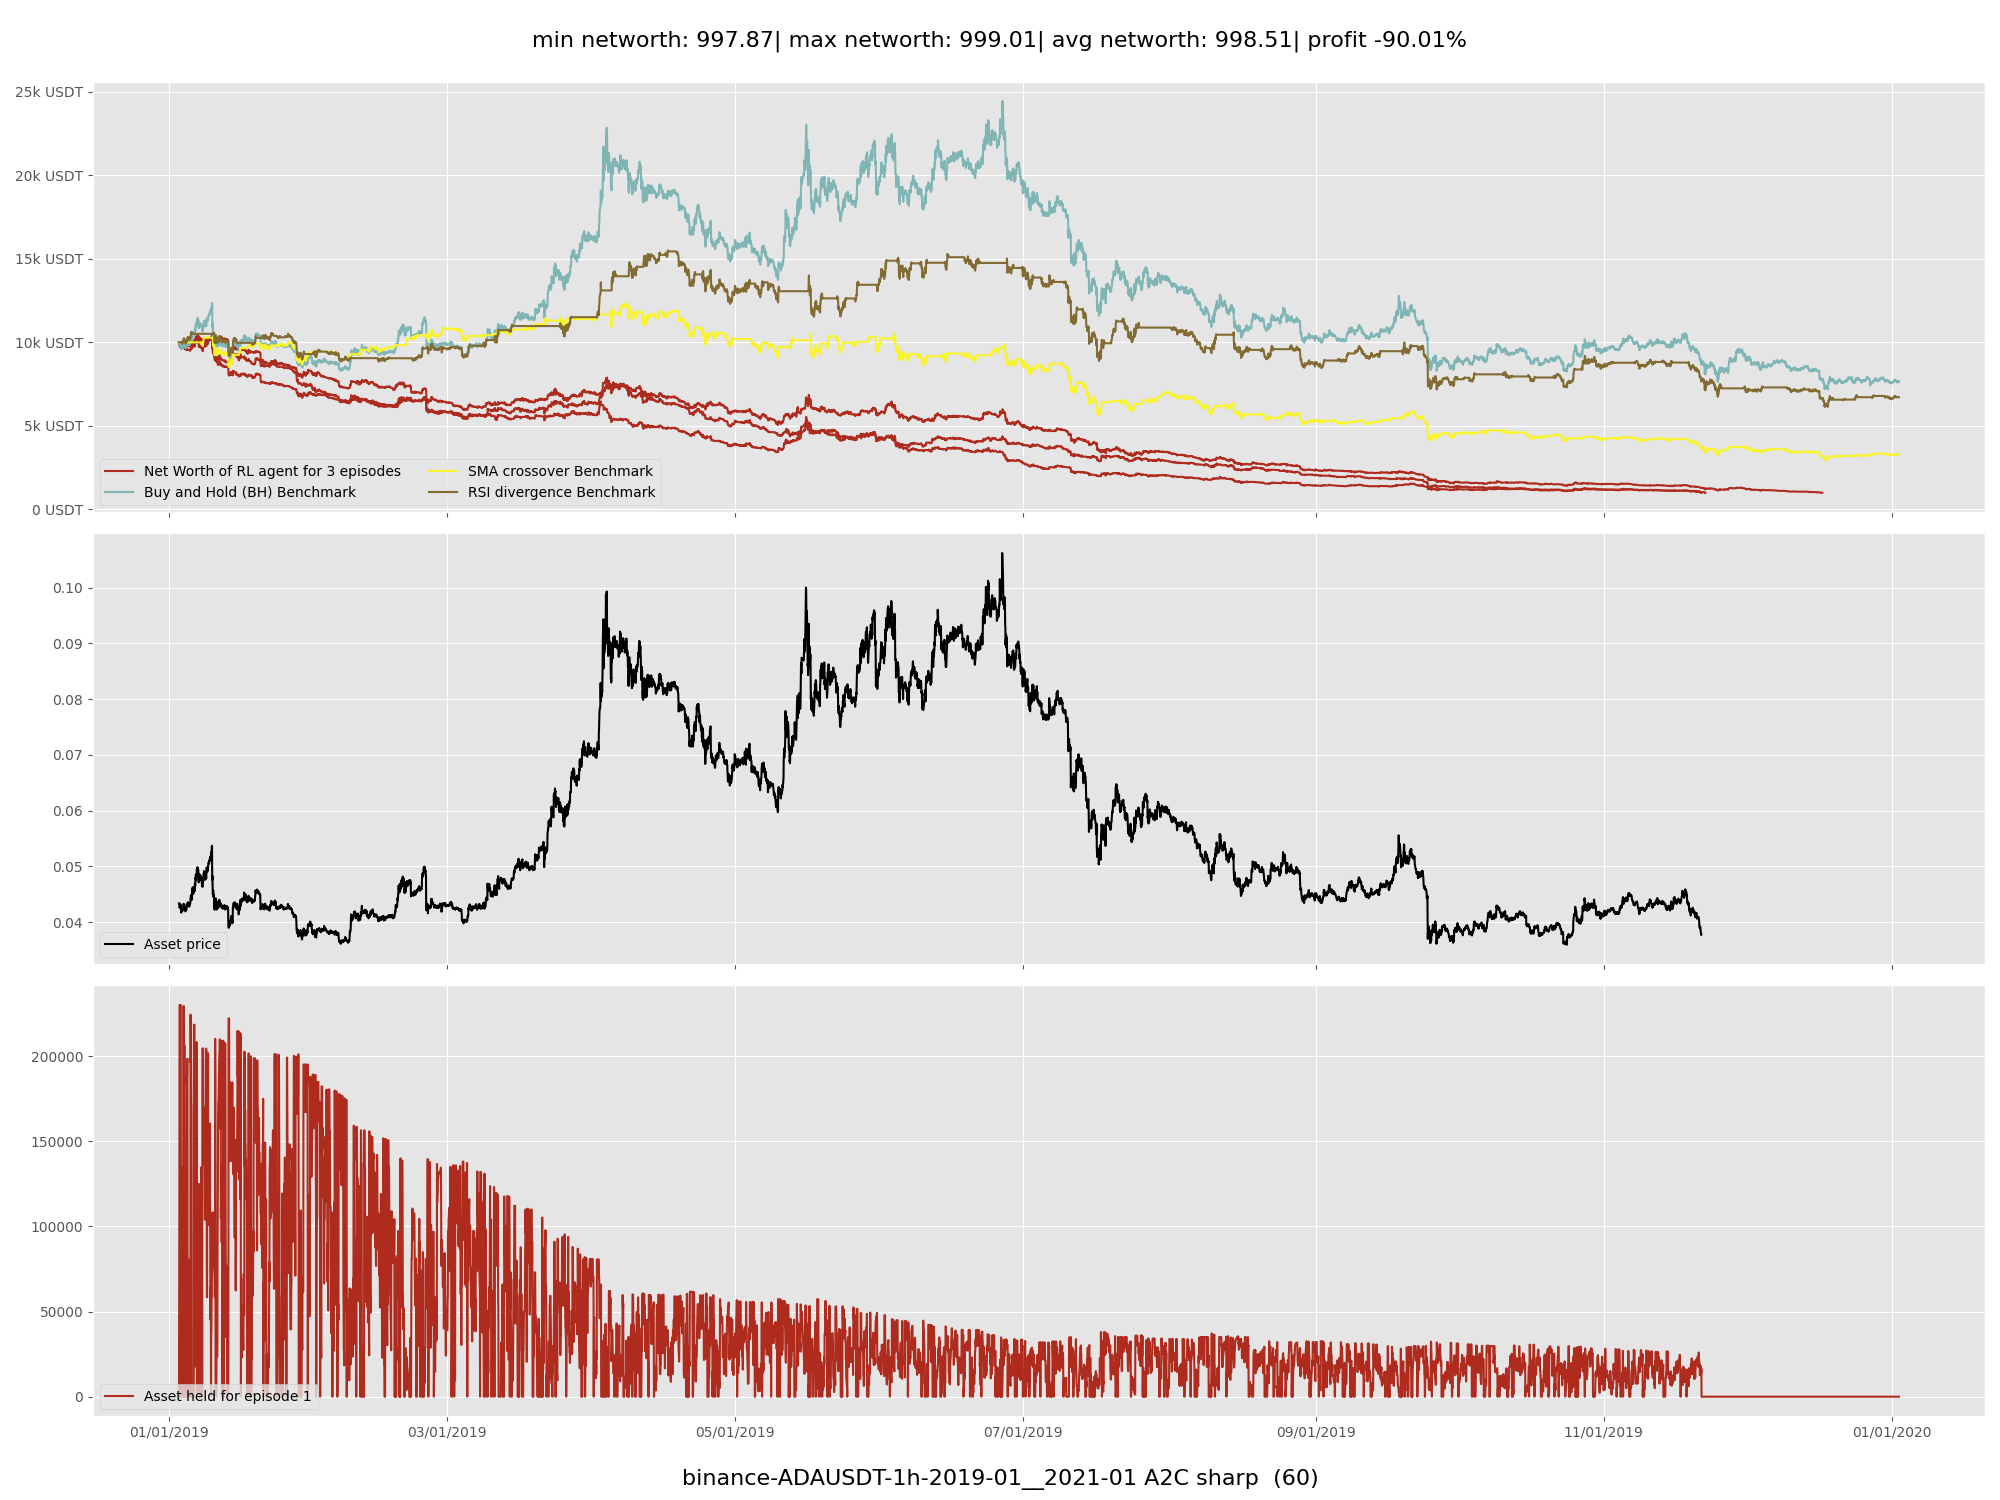 min networth: 997.87| max networth: 999.01| avg networth: 998.51| profit -90.01%
25k USDT
20k USDT
15k USDT
10k USDT
5k USDT
0 USDT
Net Worth of RL agent for 3 episodes
Buy and Hold (BH) Benchmark
SMA crossover Benchmark
RSI divergence Benchmark
0.10
0.09
0.08
0.07
0.06
0.05
0.04
Asset price
200000
150000
100000
50000
0
Asset held for episode 1
01/01/2019 03/01/2019 05/01/2019 07/01/2019 09/01/2019 11/01/2019 01/01/2020
binance-ADAUSDT-1h-2019-01__2021-01 A2C sharp (60)